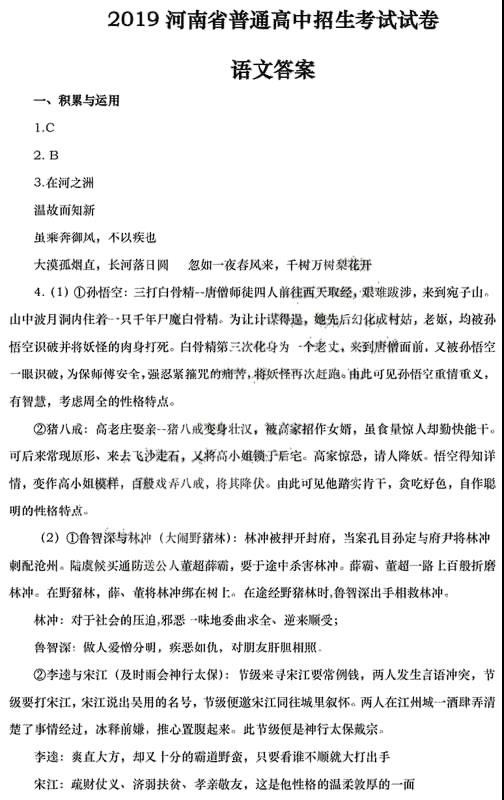 2019 河南省普通高中招生考试试卷
语文答案
一、积累与运用
1.C
2. B
3.在河之洲
温故而知新
虽乘奔御风，不以疾也
大漠孤烟直，长河落日圆 忽如一夜春风来，千树万树梨花开
4.（1）①孙悟空：三打白骨精--唐僧师徒四人前往西天取经，艰难跋涉，来到宛子山。
山中波月洞内住着一只千年尸魔白骨精。为让计谋得逞，她先后幻化成村姑，老妪，均被孙
悟空识破并将妖怪的肉身打死。白骨精第三次化身为一个老丈，来到唐僧面前，又被孙悟空
一眼识破，为保师傅安全，强忍紧箍咒的痛苦，将妖怪再次赶跑。由此可见孙悟空重情重义，
有智慧，考虑周全的性格特点。
②猪八戒：高老庄娶亲--猪八戒变身壮汉，被高家招作女婿，虽食量惊人却勤快能干。
可后来常现原形、来去飞沙走石，又将高小姐锁于后宅。高家惊恐，请人降妖。悟空得知详
情，变作高小姐模样，百般戏弄八戒，将其降伏。由此可见他踏实肯干，贪吃好色，自作聪
明的性格特点。
（2）①鲁智深与林冲（大闹野猪林）：林冲被押开封府，当案孔目孙定与府尹将林冲
刺配沧州。陆虞候买通防送公人董超薛霸，要于途中杀害林冲。薛霸、董超一路上百般折磨
林冲。在野猪林，薛、董将林冲绑在树上。在途经野猪林时,鲁智深出手相救林冲。
林冲：对于社会的压迫,邪恶一味地委曲求全、逆来顺受；
鲁智深：做人爱憎分明，疾恶如仇，对朋友肝胆相照.
②李逵与宋江（及时雨会神行太保）：节级来寻宋江要常例钱，两人发生言语冲突，节
级要打宋江，宋江说出吴用的名号，节级便邀宋江同往城里叙怀。两人在江州城一酒肆弄清
楚了事情经过，冰释前嫌，推心置腹起来。此节级便是神行太保戴宗。
李逵：爽直大方，却又十分的霸道野蛮，只要看谁不顺就大打出手
宋江：疏财仗义、济弱扶贫、孝亲敬友，这是他性格的温柔敦厚的一面